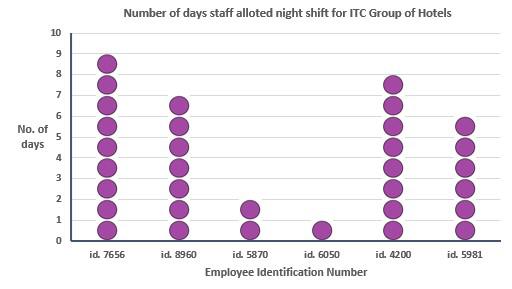 Number of days staff alloted night shift for ITC Group of Hotels
10
9
8
7
6
5
4
3
2
1
0
No. of
days
id. 7656 id. 8960 id. 5870 id. 6050 id. 4200 id. 5981
Employee Identification Number